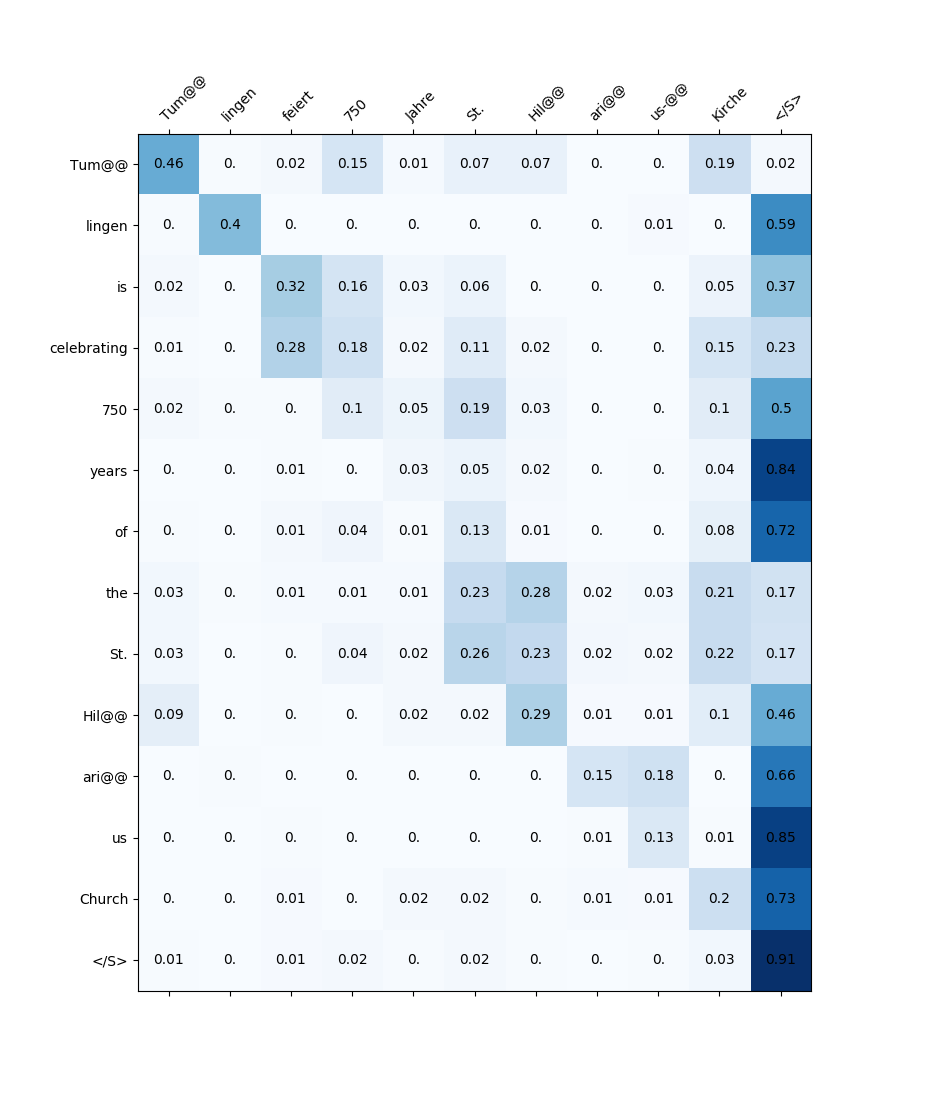 Tum@@ lingen feiert 750 Jahre St. Hil@@ ari@@ us-@@ Kirche </S>
Tum@@ 0.46 0. 0.02 0.15 0.01 0.07 0.07 0. 0. 0.19 0.02
lingen 0. 0.4 0. 0. 0. 0. 0. 0. 0.01 0. 0.59
is 0.02 0. 0.32 0.16 0.03 0.06 0. 0. 0. 0.05 0.37
celebrating 0.01 0. 0.28 0.18 0.02 0.11 0.02 0. 0. 0.15 0.23
750 0.02 0. 0. 0.1 0.05 0.19 0.03 0. 0. 0.1 0.5
years 0. 0. 0.01 0. 0.03 0.05 0.02 0. 0. 0.04 0.84
of 0. 0. 0.01 0.04 0.01 0.13 0.01 0. 0. 0.08 0.72
the 0.03 0. 0.01 0.01 0.01 0.23 0.28 0.02 0.03 0.21 0.17
St. 0.03 0. 0. 0.04 0.02 0.26 0.23 0.02 0.02 0.22 0.17
Hil@@ 0.09 0. 0. 0. 0.02 0.02 0.29 0.01 0.01 0.1 0.46
ari@@ 0. 0. 0. 0. 0. 0. 0. 0.15 0.18 0. 0.66
us 0. 0. 0. 0. 0. 0. 0. 0.01 0.13 0.01 0.85
Church 0. 0. 0.01 0. 0.02 0.02 0. 0.01 0.01 0.2 0.73
</S> 0.01 0. 0.01 0.02 0. 0.02 0. 0. 0. 0.03 0.91